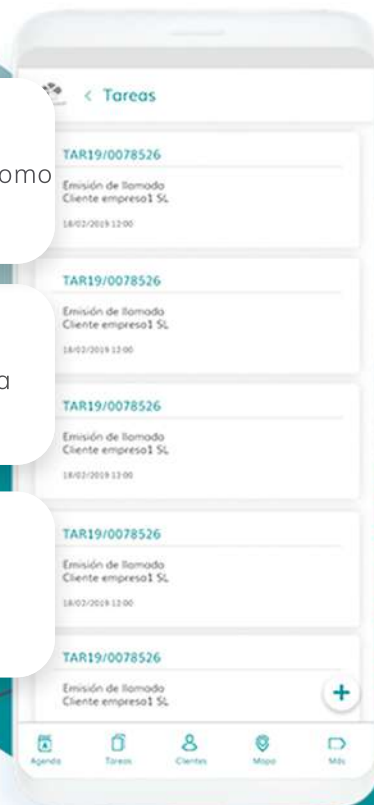 < Tareas
omo
a
TAR19/0078526
Emisión de llamada
Cliente empresa1 SL
18/02/2019 12:00
TAR19/0078526
Emisión de llamada
Cliente empresa1 SL
18/02/2019 12:00
TAR19/0078526
Emisión de llamada
Cliente empresa1 SL
18/02/2019 12:00
TAR19/0078526
Emisión de llamada
Cliente empresa1 SL
18/02/2019 12:00
TAR19/0078526
Emisión de llamada
Cliente empresa1 SL
+
Agenda Tareas Clientes Mapa Más